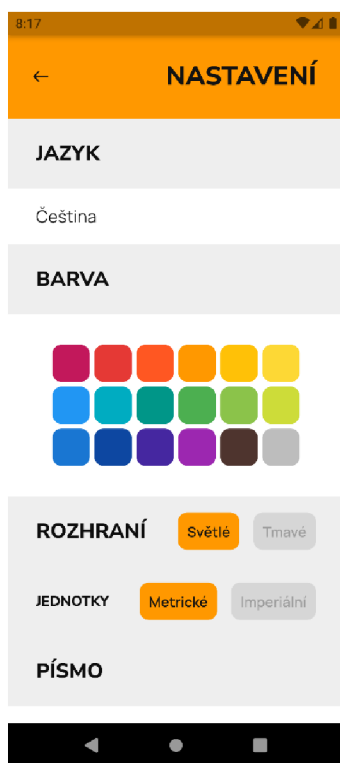 8:17
NASTAVENÍ
JAZYK
Čeština
BARVA
ROZHRANÍ Světlé Tmavé
JEDNOTKY Metrické Imperiální
PÍSMO